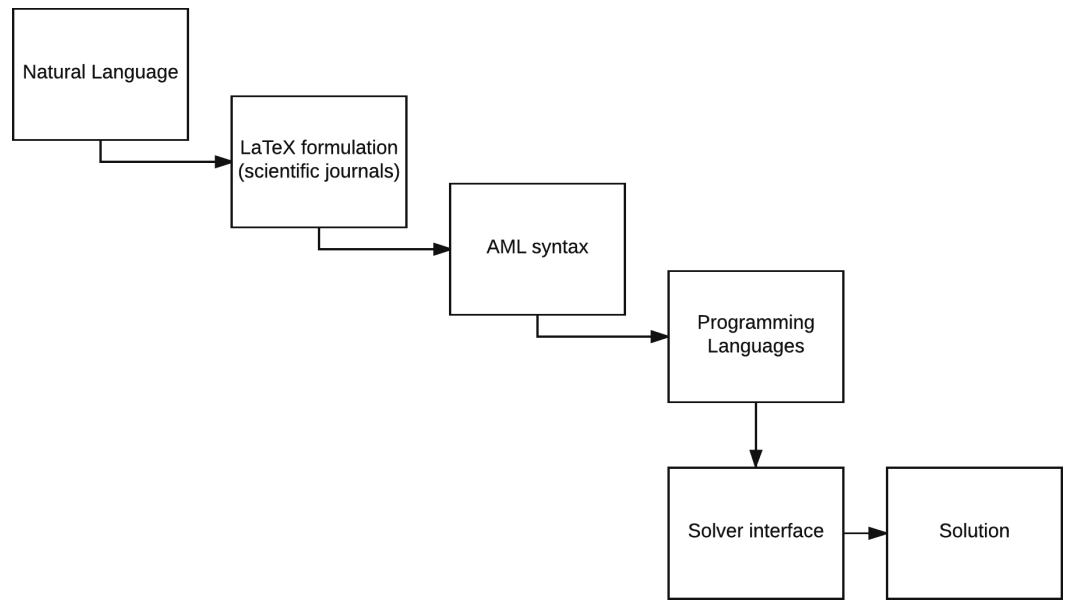 Natural Language
LaTeX formulation
(scientific journals)
AML syntax
Programming
Languages
Solver interface
Solution